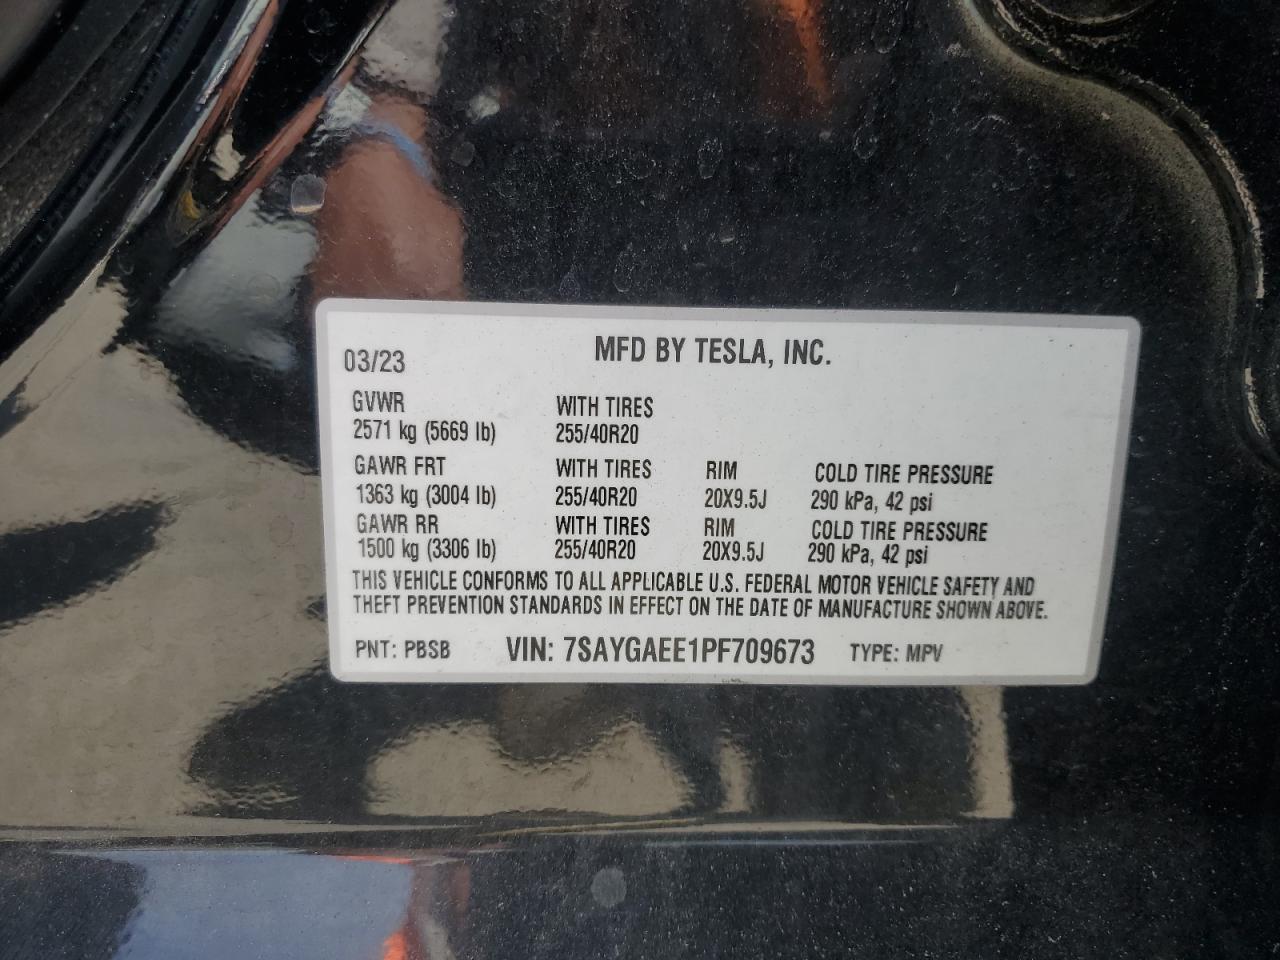 MFD BY TESLA, INC.
03/23
GVWR WITH TIRES
2571 kg (5669 lb) 255/40R20
GAWR FRT WITH TIRES RIM COLD TIRE PRESSURE
1363 kg (3004 lb) 255/40R20 20X9.5J 290 kPa, 42 psi
GAWR RR WITH TIRES RIM COLD TIRE PRESSURE
1500 kg (3306 lb) 255/40R20 20X9.5J 290 kPa, 42 psi
THIS VEHICLE CONFORMS TO ALL APPLICABLE U.S. FEDERAL MOTOR VEHICLE SAFETY AND
THEFT PREVENTION STANDARDS IN EFFECT ON THE DATE OF MANUFACTURE SHOWN ABOVE.
PNT: PBSB VIN: 7SAYGAEE1PF709673 TYPE: MPV